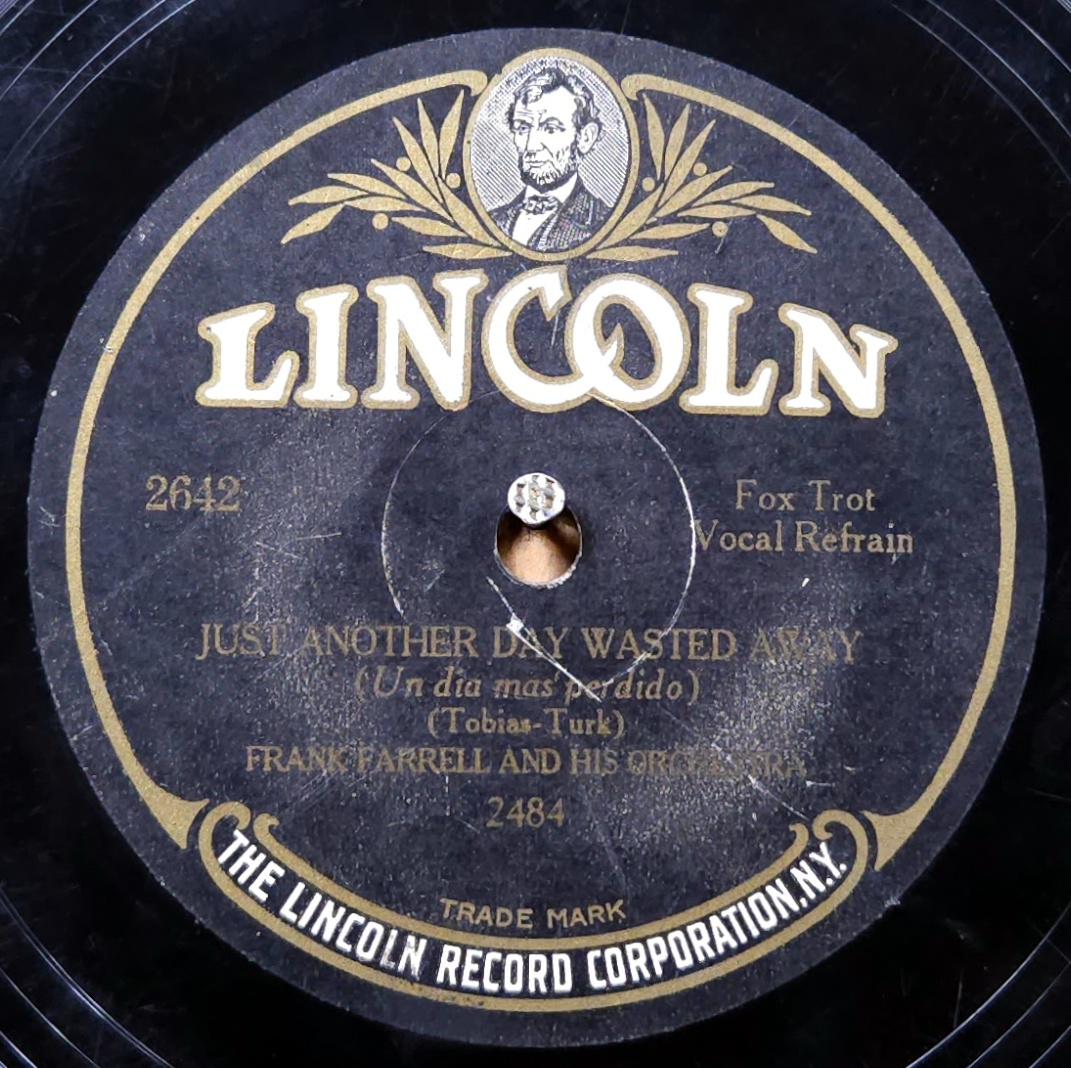 LINCOLN
2642
Fox Trot
Vocal Refrain
JUST ANOTHER DAY WASTED AWAY
(Un dia mas perdido)
(Tobias-Turk)
FRANK FARRELL AND HIS ORCHESTRA
2484
TRADE MARK
THE LINCOLN RECORD CORPORATION, N.Y.